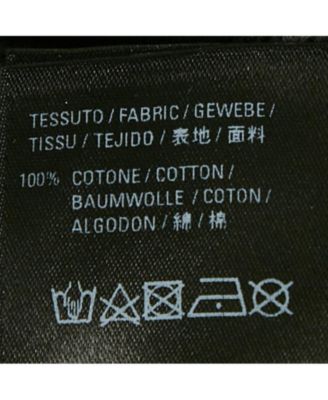 TESSUTO / FABRIC / GEWEBE /
TISSU / TEJIDO / 表地 / 面料
100% COTONE / COTTON /
BAUMWOLLE / COTON /
ALGODON / 綿 / 棉